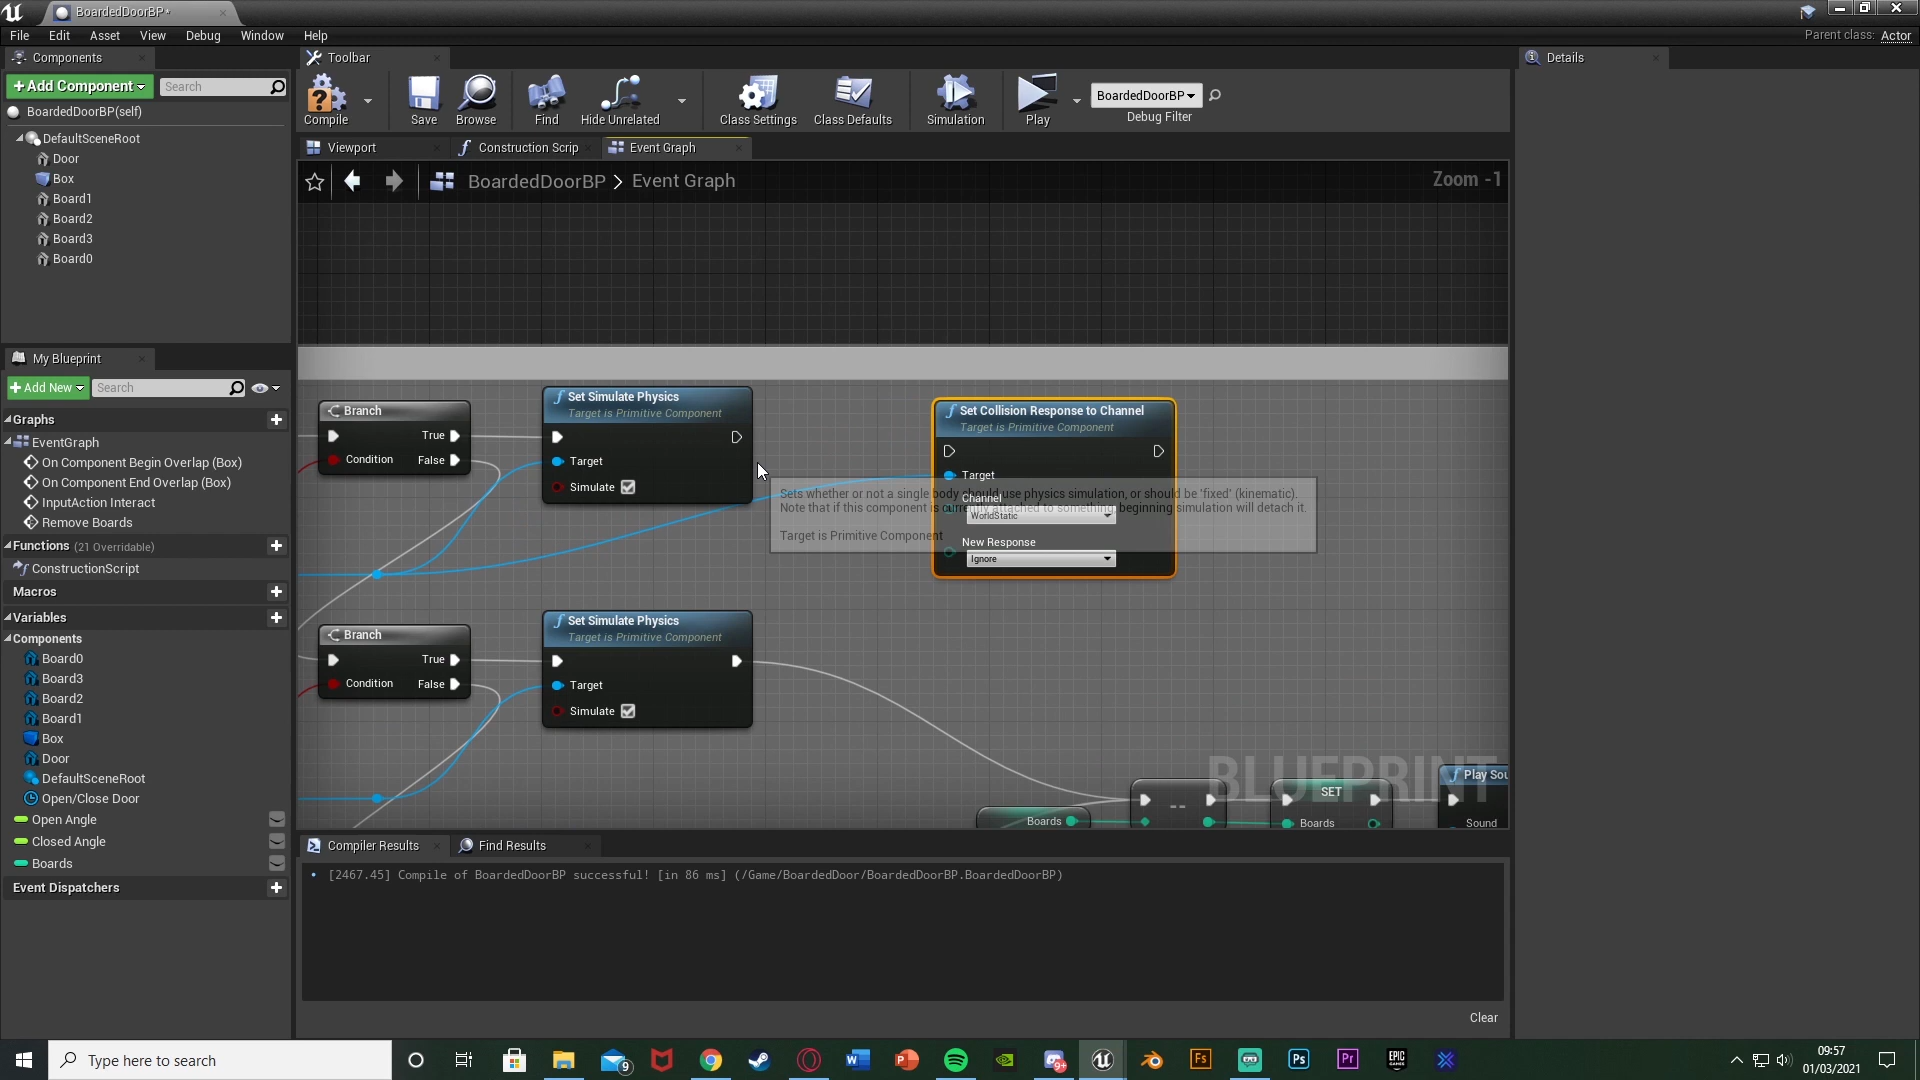 BoardedDoorBP*
File Edit Asset View Debug Window Help
Parent class: Actor
Components
Toolbar
Details
+ Add Component
Search
BoardedDoorBP(self)
DefaultSceneRoot
Door
Box
Board1
Board2
Board3
Board0
Compile
Save
Browse
Find
Hide Unrelated
Class Settings
Class Defaults
Simulation
Play
BoardedDoorBP
Debug Filter
Viewport
Construction Scrip
Event Graph
BoardedDoorBP > Event Graph
Zoom -1
My Blueprint
+ Add New
Search
Graphs
EventGraph
On Component Begin Overlap (Box)
On Component End Overlap (Box)
InputAction Interact
Remove Boards
Functions (21 Overridable)
ConstructionScript
Macros
Variables
Components
Board0
Board3
Board2
Board1
Box
Door
DefaultSceneRoot
Open/Close Door
Open Angle
Closed Angle
Boards
Event Dispatchers
Branch
True
Condition
False
Set Simulate Physics
Target is Primitive Component
Target
Simulate
Set Collision Response to Channel
Target is Primitive Component
Target
Channel
WorldStatic
New Response
Ignore
Sets whether or not a single body should use physics simulation, or should be 'fixed' (kinematic).
Note that if this component is currently attached to something, beginning simulation will detach it.
Target is Primitive Component
Branch
True
Condition
False
Set Simulate Physics
Target is Primitive Component
Target
Simulate
BLUEPRINT
Boards
--
SET
Boards
Play Sou
Sound
Compiler Results
Find Results
[2467.45] Compile of BoardedDoorBP successful! [in 86 ms] (/Game/BoardedDoor/BoardedDoorBP.BoardedDoorBP)
Clear
Type here to search
9
W
P
9+
Fs
Ps
Pr
EPIC
GAMES
09:57
01/03/2021